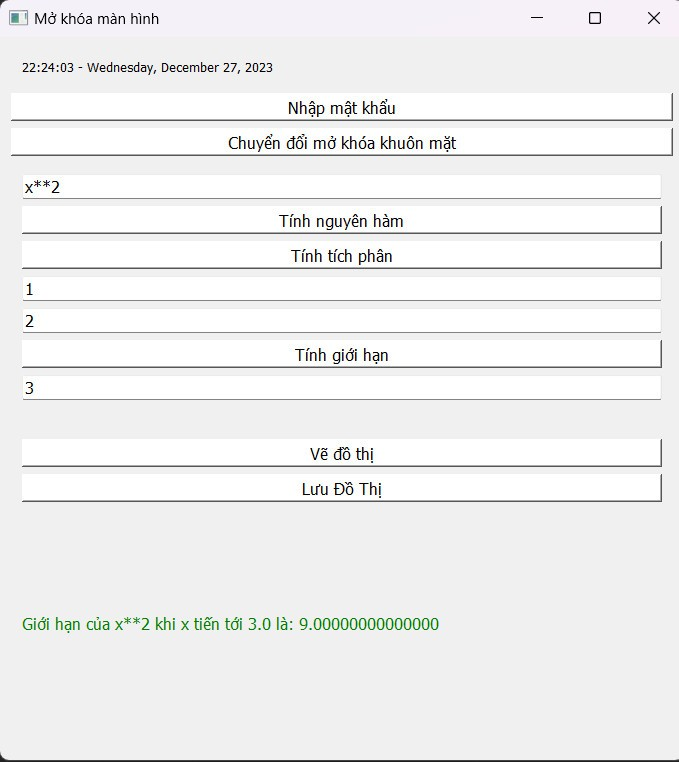 Mở khóa màn hình
22:24:03 - Wednesday, December 27, 2023
Nhập mật khẩu
Chuyển đổi mở khóa khuôn mặt
x**2
Tính nguyên hàm
Tính tích phân
1
2
Tính giới hạn
3
Vẽ đồ thị
Lưu Đồ Thị
Giới hạn của x**2 khi x tiến tới 3.0 là: 9.00000000000000